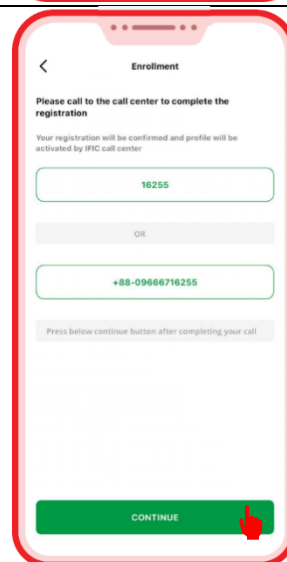 Enrollment
Please call to the call center to complete the
registration
Your registration will be confirmed and profile will be
activated by IFIC call center
16255
OR
+88-09666716255
Press below continue button after completing your call
CONTINUE